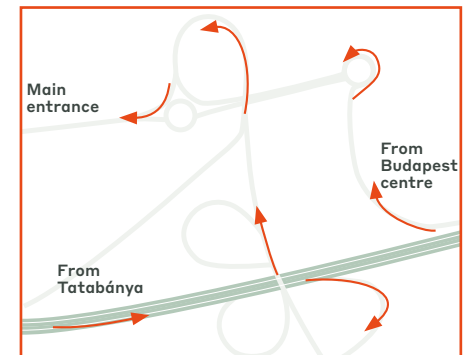 Main
entrance
From
Budapest
centre
From
Tatabánya